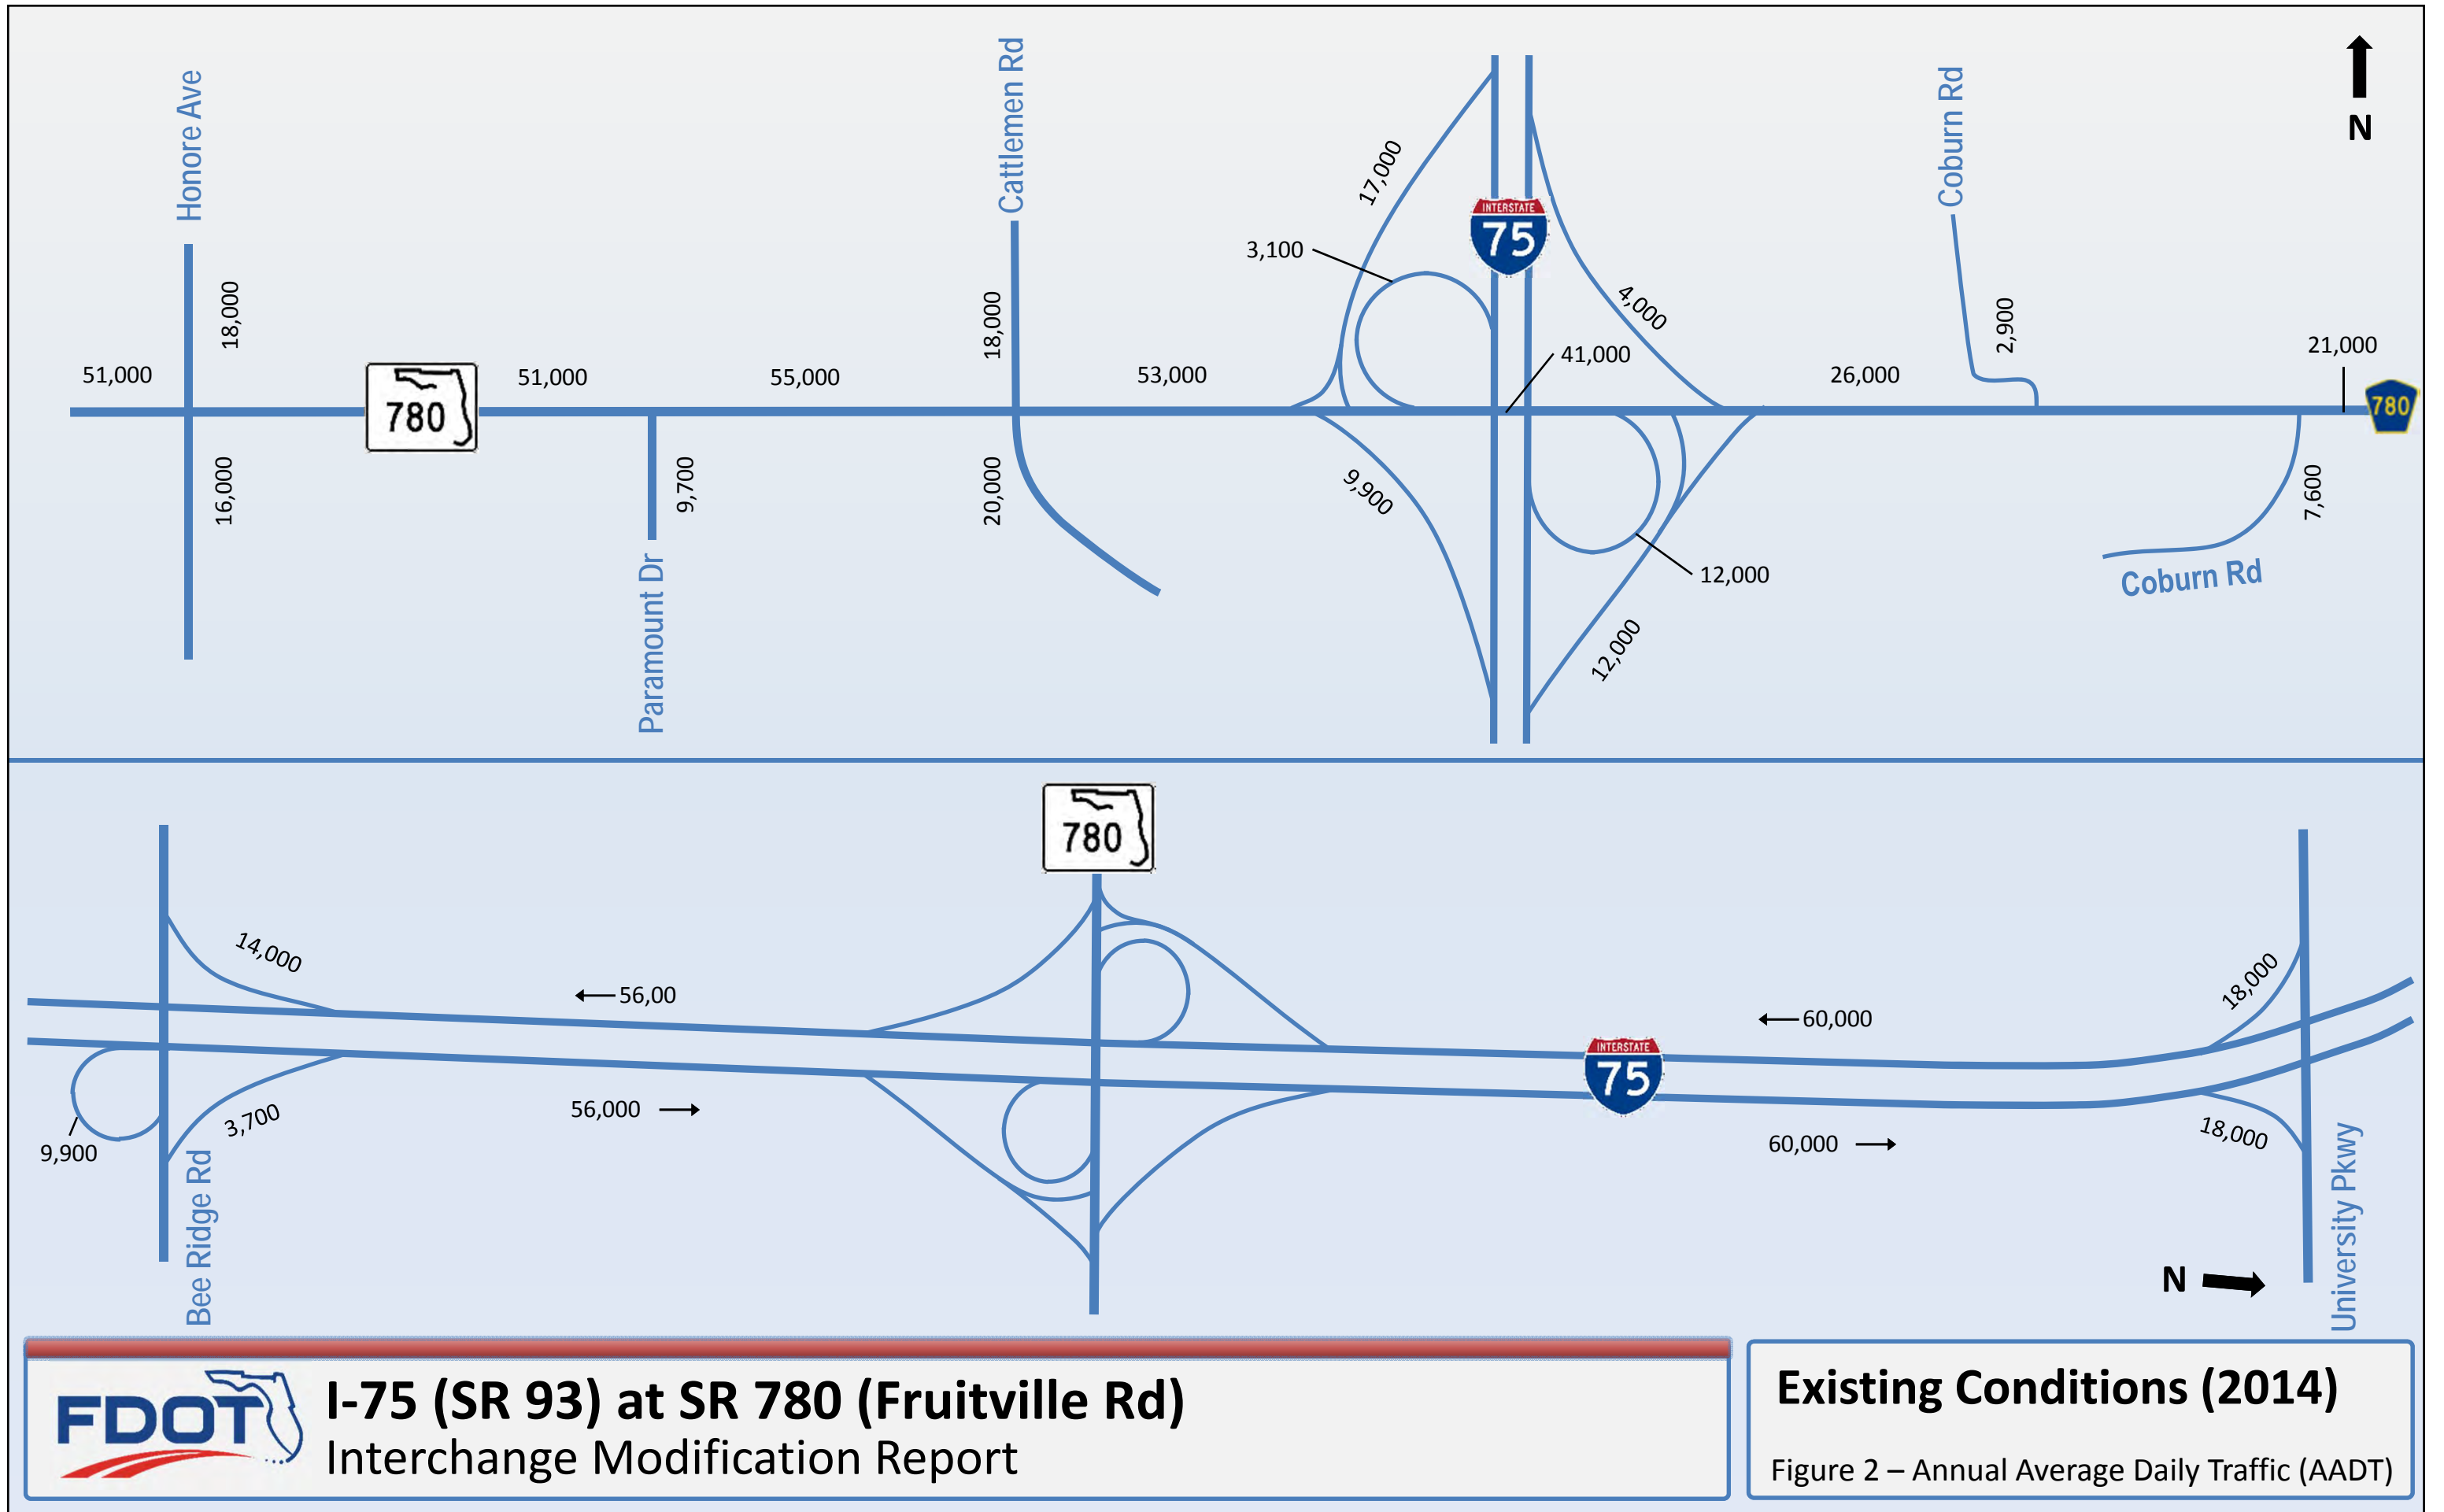 Honore Ave
Cattlemen Rd
Coburn Rd
N
17,000
INTERSTATE
75
3,100
18,000
18,000
4,000
2,900
41,000
21,000
51,000
780
51,000
55,000
53,000
26,000
780
16,000
9,700
20,000
9,900
7,600
12,000
Coburn Rd
Paramount Dr
12,000
780
14,000
56,00
18,000
60,000
INTERSTATE
75
56,000
3,700
9,900
60,000
18,000
Bee Ridge Rd
University Pkwy
N
FDOT
I-75 (SR 93) at SR 780 (Fruitville Rd)
Interchange Modification Report
Existing Conditions (2014)
Figure 2 – Annual Average Daily Traffic (AADT)